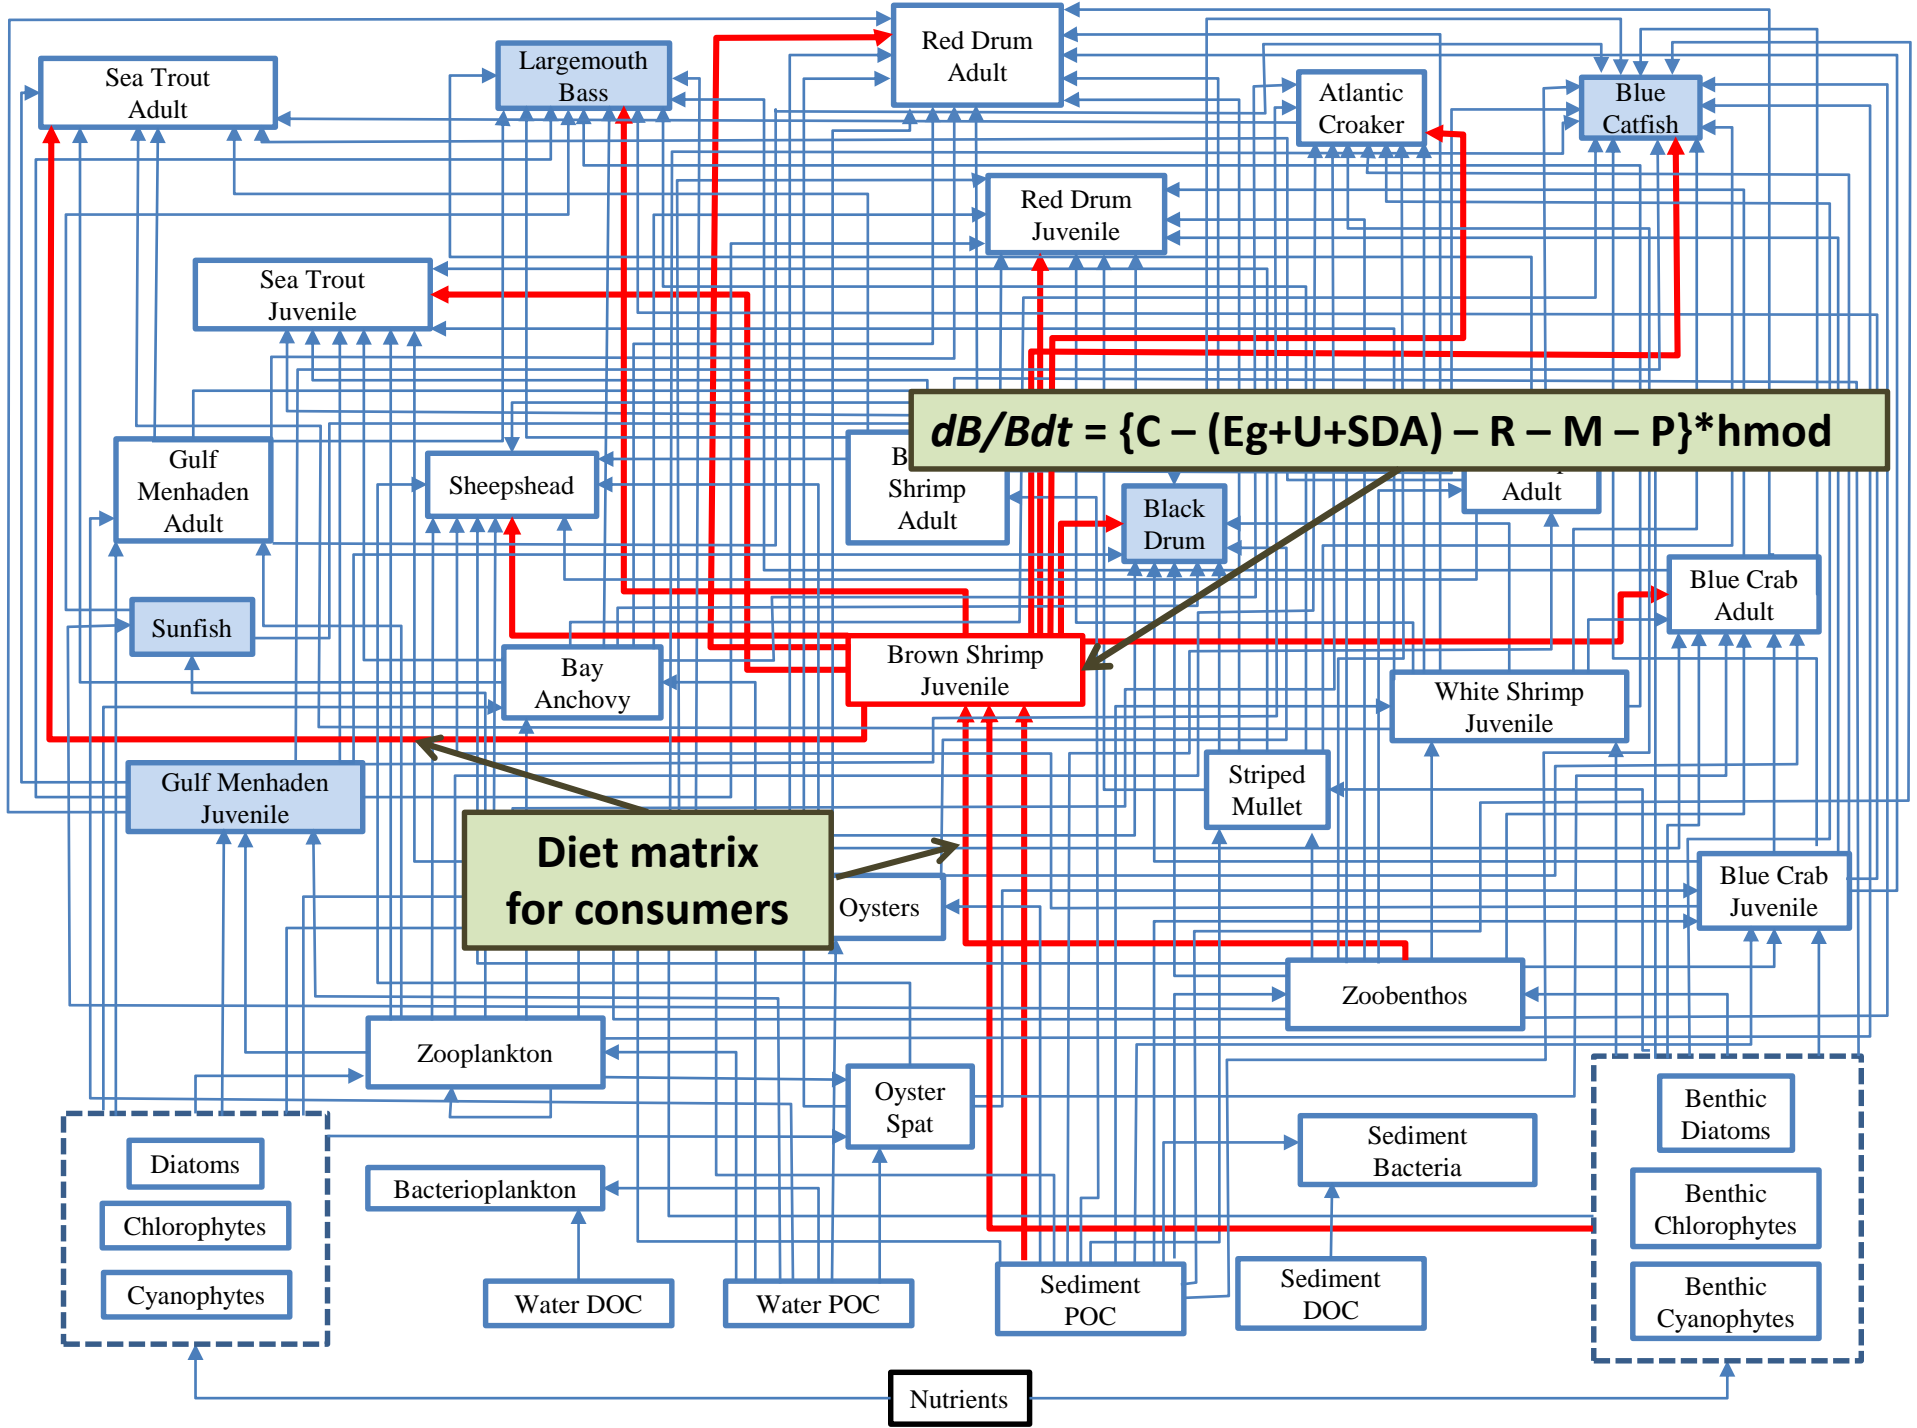 Red Drum
Adult
Largemouth
Bass
Sea Trout
Adult
Atlantic
Croaker
Blue
Catfish
Red Drum
Juvenile
Sea Trout
Juvenile
dB/Bdt = {C – (Eg+U+SDA) – R – M – P}*hmod
Gulf
Menhaden
Adult
Sheepshead
B
Shrimp
Adult
Black
Drum
Adult
Blue Crab
Adult
Sunfish
Bay
Anchovy
Brown Shrimp
Juvenile
White Shrimp
Juvenile
Gulf Menhaden
Juvenile
Striped
Mullet
Diet matrix
for consumers
Oysters
Blue Crab
Juvenile
Zoobenthos
Zooplankton
Oyster
Spat
Benthic
Diatoms
Diatoms
Sediment
Bacteria
Bacterioplankton
Chlorophytes
Benthic
Chlorophytes
Cyanophytes
Water DOC
Water POC
Sediment
POC
Sediment
DOC
Benthic
Cyanophytes
Nutrients